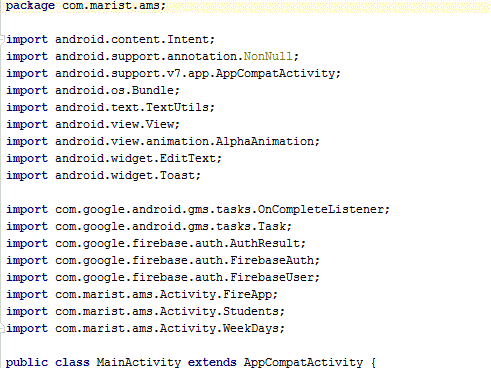 package com.marist.ams;
import android.content.Intent;
import android.support.annotation.NonNull;
import android.support.v7.app.AppCompatActivity;
import android.os.Bundle;
import android.text.TextUtils;
import android.view.View;
import android.view.animation.AlphaAnimation;
import android.widget.EditText;
import android.widget.Toast;
import com.google.android.gms.tasks.OnCompleteListener;
import com.google.android.gms.tasks.Task;
import com.google.firebase.auth.AuthResult;
import com.google.firebase.auth.FirebaseAuth;
import com.google.firebase.auth.FirebaseUser;
import com.marist.ams.Activity.FireApp;
import com.marist.ams.Activity.Students;
import com.marist.ams.Activity.WeekDays;
public class MainActivity extends AppCompatActivity {